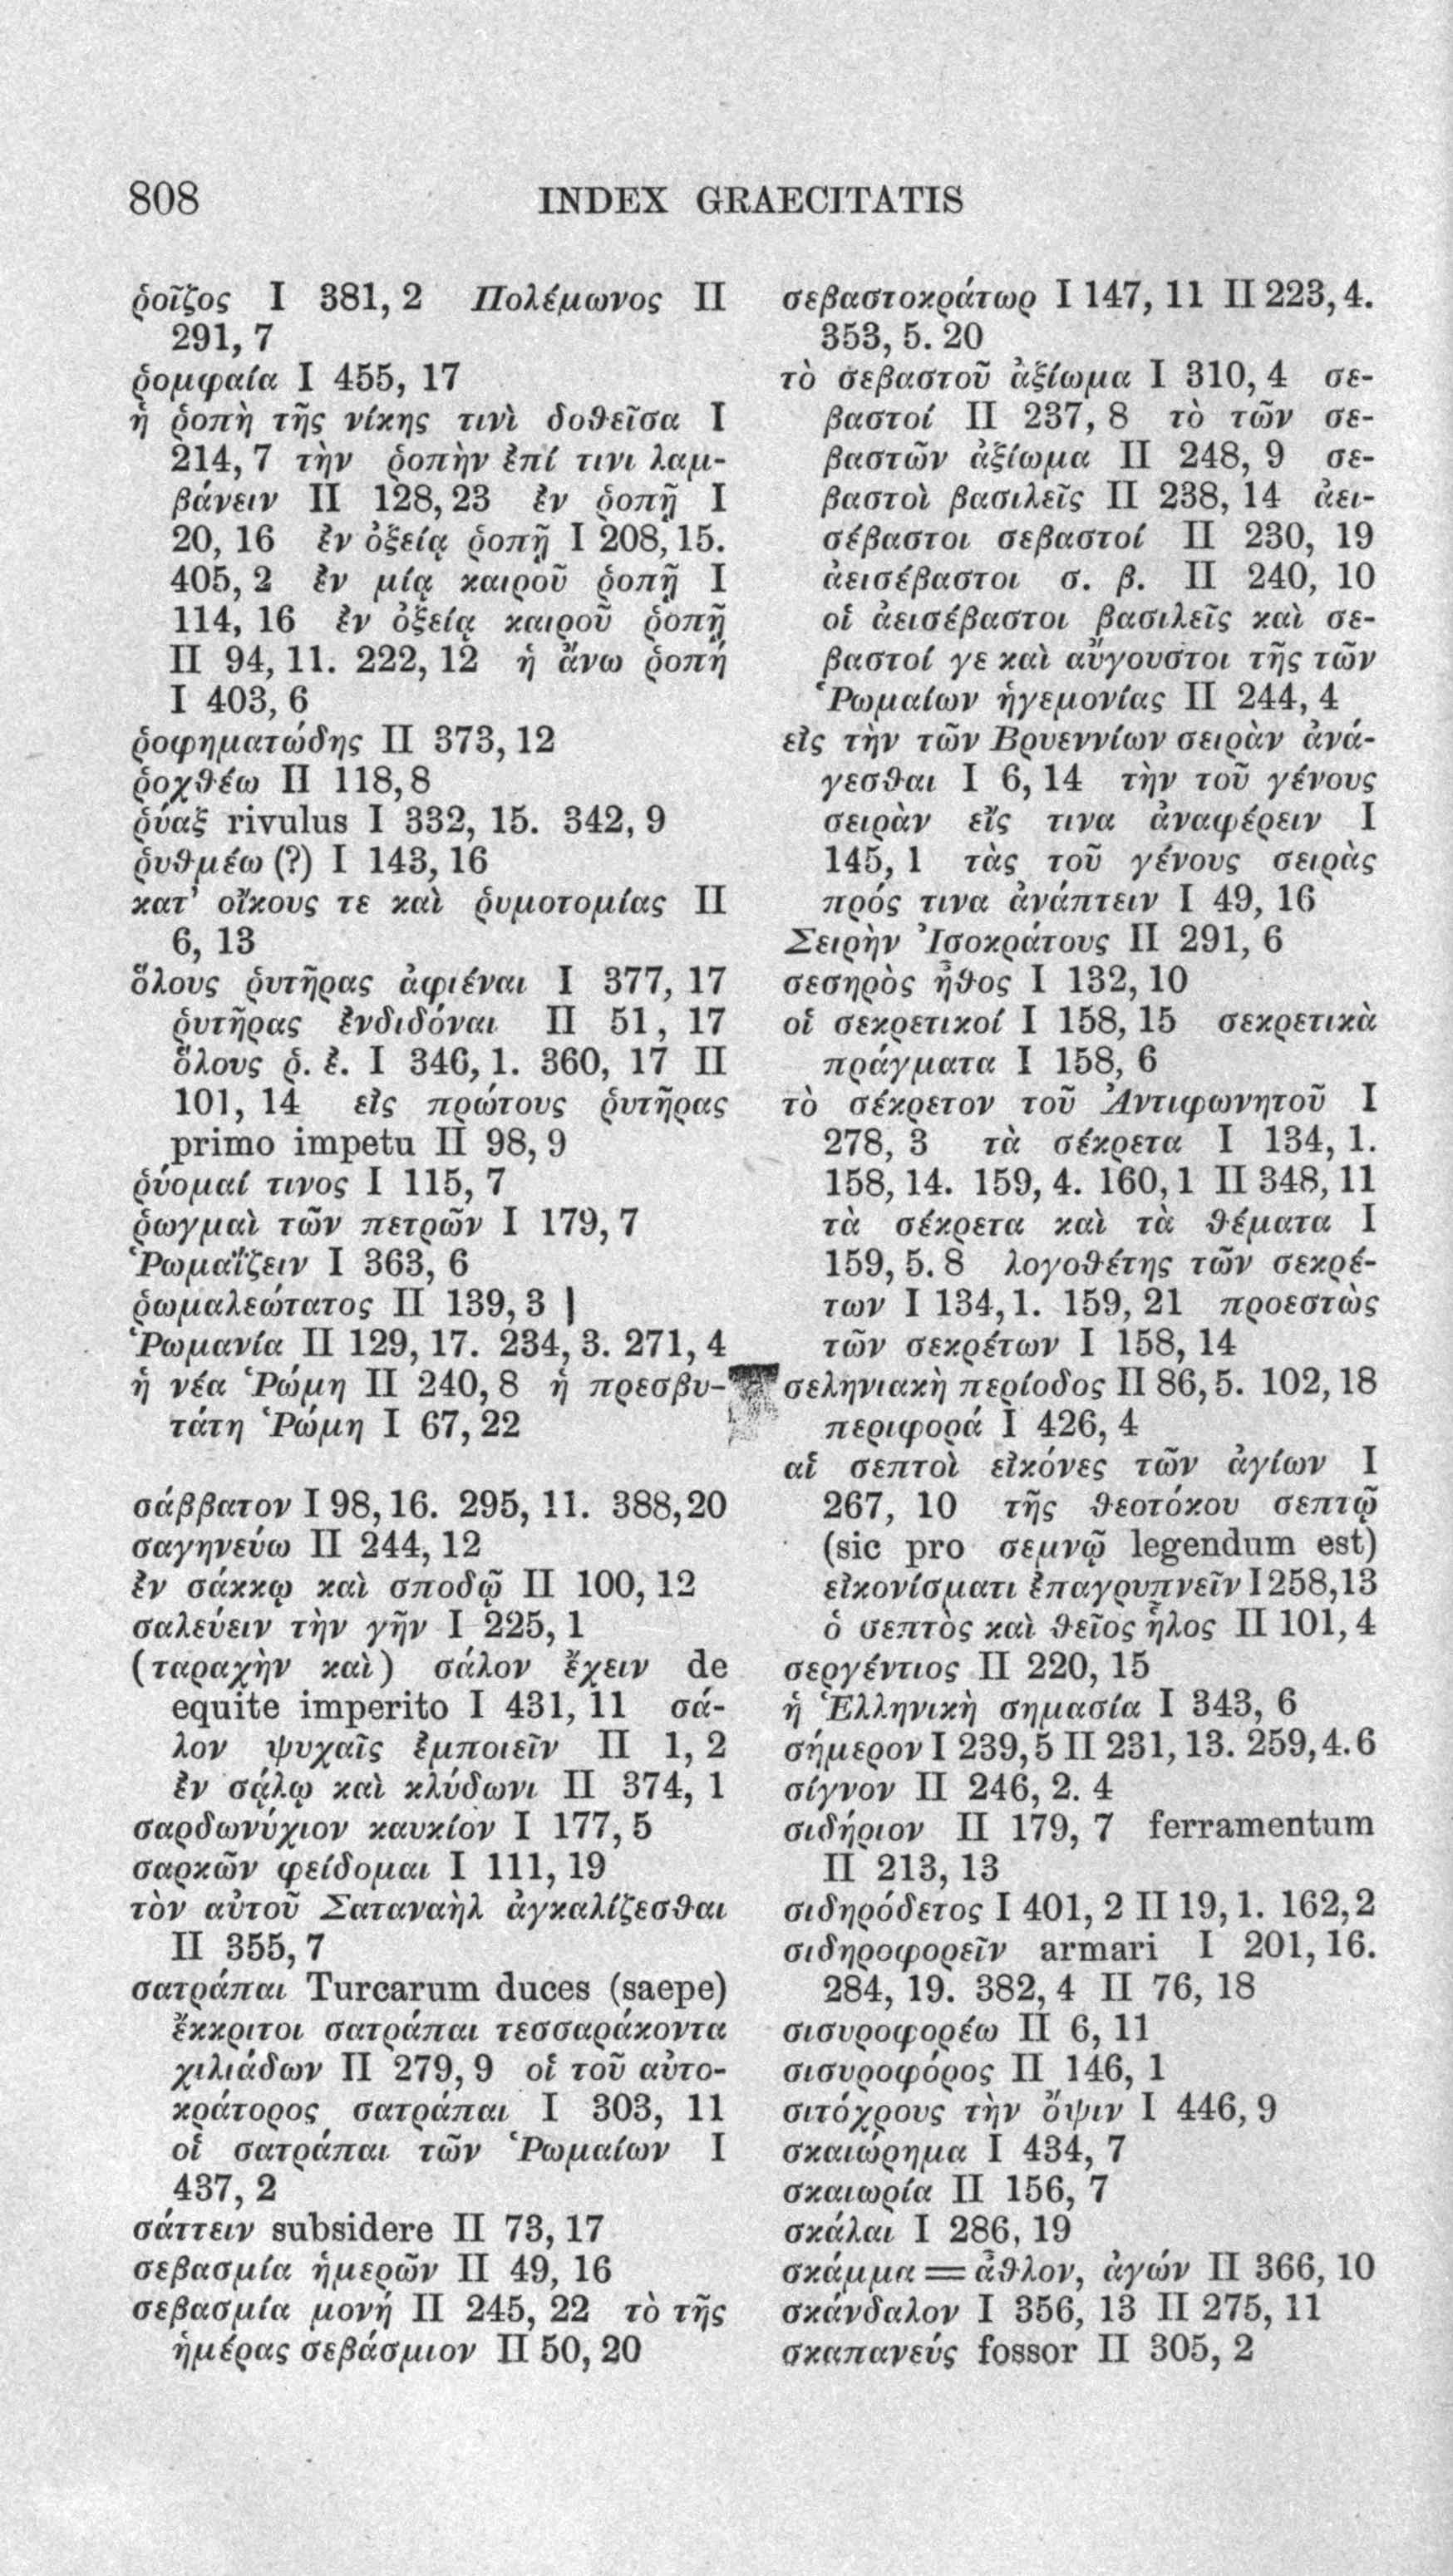 808
INDEX GRAECITATIS
ῥοῖζος I 381, 2 Πολέμωνος II
291, 7
ῥομφαία I 455, 17
ἡ ῥοπὴ τῆς νίκης τινὶ δοθεῖσα I
214, 7 τὴν ῥοπὴν ἐπί τινι λαμ-
βάνειν II 128, 23 ἐν ῥοπῇ I
20, 16 ἐν ὀξείᾳ ῥοπῇ I 208, 15.
405, 2 ἐν μίᾳ καιροῦ ῥοπῇ I
114, 16 ἐν ὀξείᾳ καιροῦ ῥοπῇ
II 94, 11. 222, 12 ἡ ἄνω ῥοπή
I 403, 6
ῥοφηματώδης II 373, 12
ῥοχθέω II 118, 8
ῥύαξ rivulus I 332, 15. 342, 9
ῥυθμέω (?) I 143, 16
κατ’ οἴκους τε καὶ ῥυμοτομίας II
6, 13
ὅλους ῥυτῆρας ἀφιέναι I 377, 17
ῥυτῆρας ἐνδιδόναι II 51, 17
ὅλους ῥ. ἐ. I 346, 1. 360, 17 II
101, 14 εἰς πρώτους ῥυτῆρας
primo impetu II 98, 9
ῥύομαί τινος I 115, 7
ῥωγμαὶ τῶν πετρῶν I 179, 7
Ῥωμαΐζειν I 363, 6
ῥωμαλεώτατος II 139, 3
Ῥωμανία II 129, 17. 234, 3. 271, 4
ἡ νέα Ῥώμη II 240, 8 ἡ πρεσβυ-
τάτη Ῥώμη I 67, 22
σάββατον I 98, 16. 295, 11. 388, 20
σαγηνεύω II 244, 12
ἐν σάκκῳ καὶ σποδῷ II 100, 12
σαλεύειν τὴν γῆν I 225, 1
(ταραχὴν καὶ) σάλον ἔχειν de
equite imperito I 431, 11 σά-
λον ψυχαῖς ἐμποιεῖν II 1, 2
ἐν σάλῳ καὶ κλύδωνι II 374, 1
σαρδωνύχιον καυκίον I 177, 5
σαρκῶν φείδομαι I 111, 19
τὸν αὐτοῦ Σαταναὴλ ἀγκαλίζεσθαι
II 355, 7
σατράπαι Turcarum duces (saepe)
ἔκκριτοι σατράπαι τεσσαράκοντα
χιλιάδων II 279, 9 οἱ τοῦ αὐτο-
κράτορος σατράπαι I 303, 11
οἱ σατράπαι τῶν Ῥωμαίων I
437, 2
σάττειν subsidere II 73, 17
σεβασμία ἡμερῶν II 49, 16
σεβασμία μονή II 245, 22 τὸ τῆς
ἡμέρας σεβάσμιον II 50, 20
σεβαστοκράτωρ I 147, 11 II 223, 4.
353, 5. 20
τὸ σεβαστοῦ ἀξίωμα I 310, 4 σε-
βαστοί II 237, 8 τὸ τῶν σε-
βαστῶν ἀξίωμα II 248, 9 σε-
βαστοὶ βασιλεῖς II 238, 14 ἀει-
σέβαστοι σεβαστοί II 230, 19
ἀεισέβαστοι σ. β. II 240, 10
οἱ ἀεισέβαστοι βασιλεῖς καὶ σε-
βαστοί γε καὶ αὔγουστοι τῆς τῶν
Ῥωμαίων ἡγεμονίας II 244, 4
εἰς τὴν τῶν Βρυεννίων σειρὰν ἀνά-
γεσθαι I 6, 14 τὴν τοῦ γένους
σειρὰν εἴς τινα ἀναφέρειν I
145, 1 τὰς τοῦ γένους σειρὰς
πρός τινα ἀνάπτειν I 49, 16
Σειρὴν Ἰσοκράτους II 291, 6
σεσηρὸς ἦθος I 132, 10
οἱ σεκρετικοί I 158, 15 σεκρετικὰ
πράγματα I 158, 6
τὸ σέκρετον τοῦ Ἀντιφωνητοῦ I
278, 3 τὰ σέκρετα I 134, 1.
158, 14. 159, 4. 160, 1 II 348, 11
τὰ σέκρετα καὶ τὰ θέματα I
159, 5. 8 λογοθέτης τῶν σεκρέ-
των I 134, 1. 159, 21 προεστὼς
τῶν σεκρέτων I 158, 14
σεληνιακὴ περίοδος II 86, 5. 102, 18
περιφορά I 426, 4
αἱ σεπτοὶ εἰκόνες τῶν ἁγίων I
267, 10 τῆς θεοτόκου σεπτῷ
(sic pro σεμνῷ legendum est)
εἰκονίσματι ἐπαγρυπνεῖν I 258, 13
ὁ σεπτὸς καὶ θεῖος ἧλος II 101, 4
σεργέντιος II 220, 15
ἡ Ἑλληνικὴ σημασία I 343, 6
σήμερον I 239, 5 II 231, 13. 259, 4. 6
σίγνον II 246, 2. 4
σιδήριον II 179, 7 ferramentum
II 213, 13
σιδηρόδετος I 401, 2 II 19, 1. 162, 2
σιδηροφορεῖν armari I 201, 16.
284, 19. 382, 4 II 76, 18
σισυροφορέω II 6, 11
σισυροφόρος II 146, 1
σιτόχρους τὴν ὄψιν I 446, 9
σκαιώρημα I 434, 7
σκαιωρία II 156, 7
σκάλαι I 286, 19
σκάμμα = ἆθλον, ἀγών II 366, 10
σκάνδαλον I 356, 13 II 275, 11
σκαπανεύς fossor II 305, 2